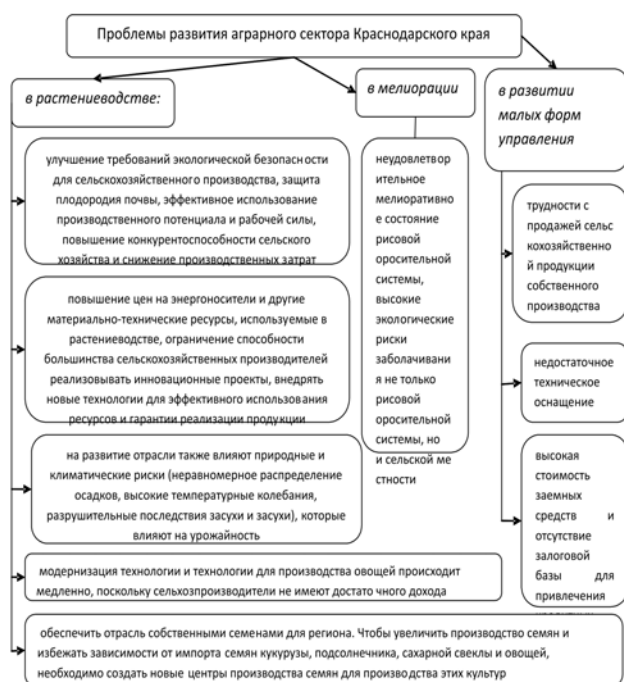 Проблемы развития аграрного сектора Краснодарского края
в растениеводстве:
улучшение требований экологической безопасности
для сельскохозяйственного производства, защита
плодородия почвы, эффективное использование
производственного потенциала и рабочей силы,
повышение конкурентоспособности сельского
хозяйства и снижение производственных затрат
повышение цен на энергоносители и другие
материально-технические ресурсы, используемые в
растениеводстве, ограничение способности
большинства сельскохозяйственных производителей
реализовывать инновационные проекты, внедрять
новые технологии для эффективного использования
ресурсов и гарантии реализации продукции
на развитие отрасли также влияют природные и
климатические риски (неравномерное распределение
осадков, высокие температурные колебания,
разрушительные последствия засухи и засухи), которые
влияют на урожайность
модернизация технологии и технологии для производства овощей происходит
медленно, поскольку сельхозпроизводители не имеют достато чного дохода
обеспечить отрасль собственными семенами для региона. Чтобы увеличить производство семян и
избежать зависимости от импорта семян кукурузы, подсолнечника, сахарной свеклы и овощей,
необходимо создать новые центры производства семян для производства этих культур
в мелиорации
неудовлетвор
ительное
мелиоративно
е состояние
рисовой
оросительной
системы,
высокие
экологические
риски
заболачивани
я не только
рисовой
оросительной
системы, но
и сельской ме
стности
в развитии
малых форм
управления
трудности с
продажей сельс
кохозяйственно
й продукции
собственного
производства
недостаточное
техническое
оснащение
высокая
стоимость
заемных
средств и
отсутствие
залоговой
базы для
привлечения